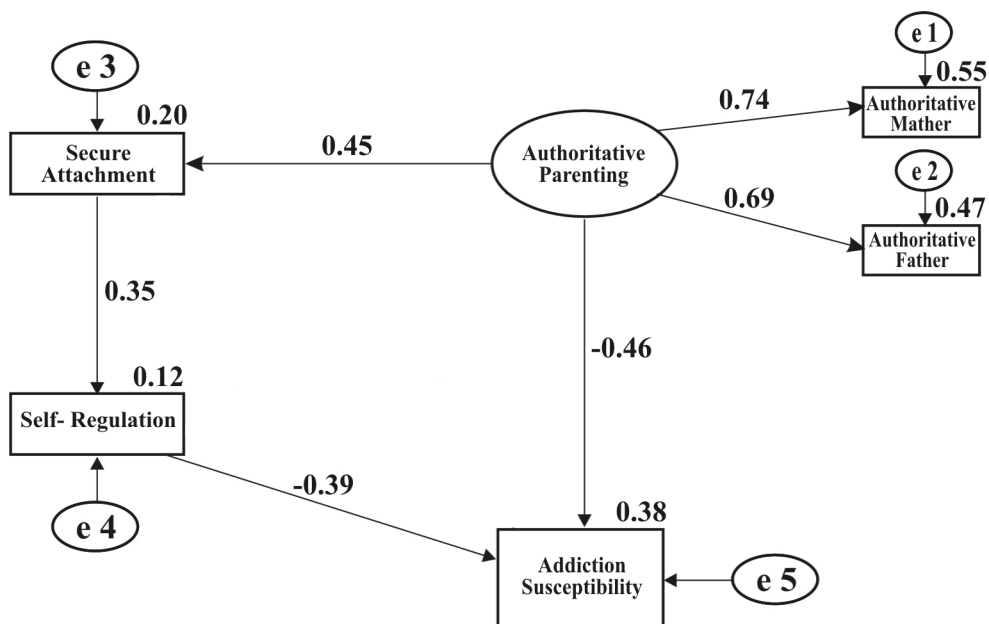 e 1
0.55
e 3
0.74
Authoritative
Mather
0.20
Secure
Attachment
0.45
Authoritative
Parenting
e 2
0.69
0.47
Authoritative
Father
0.35
-0.46
0.12
Self- Regulation
-0.39
e 4
0.38
Addiction
Susceptibility
e 5